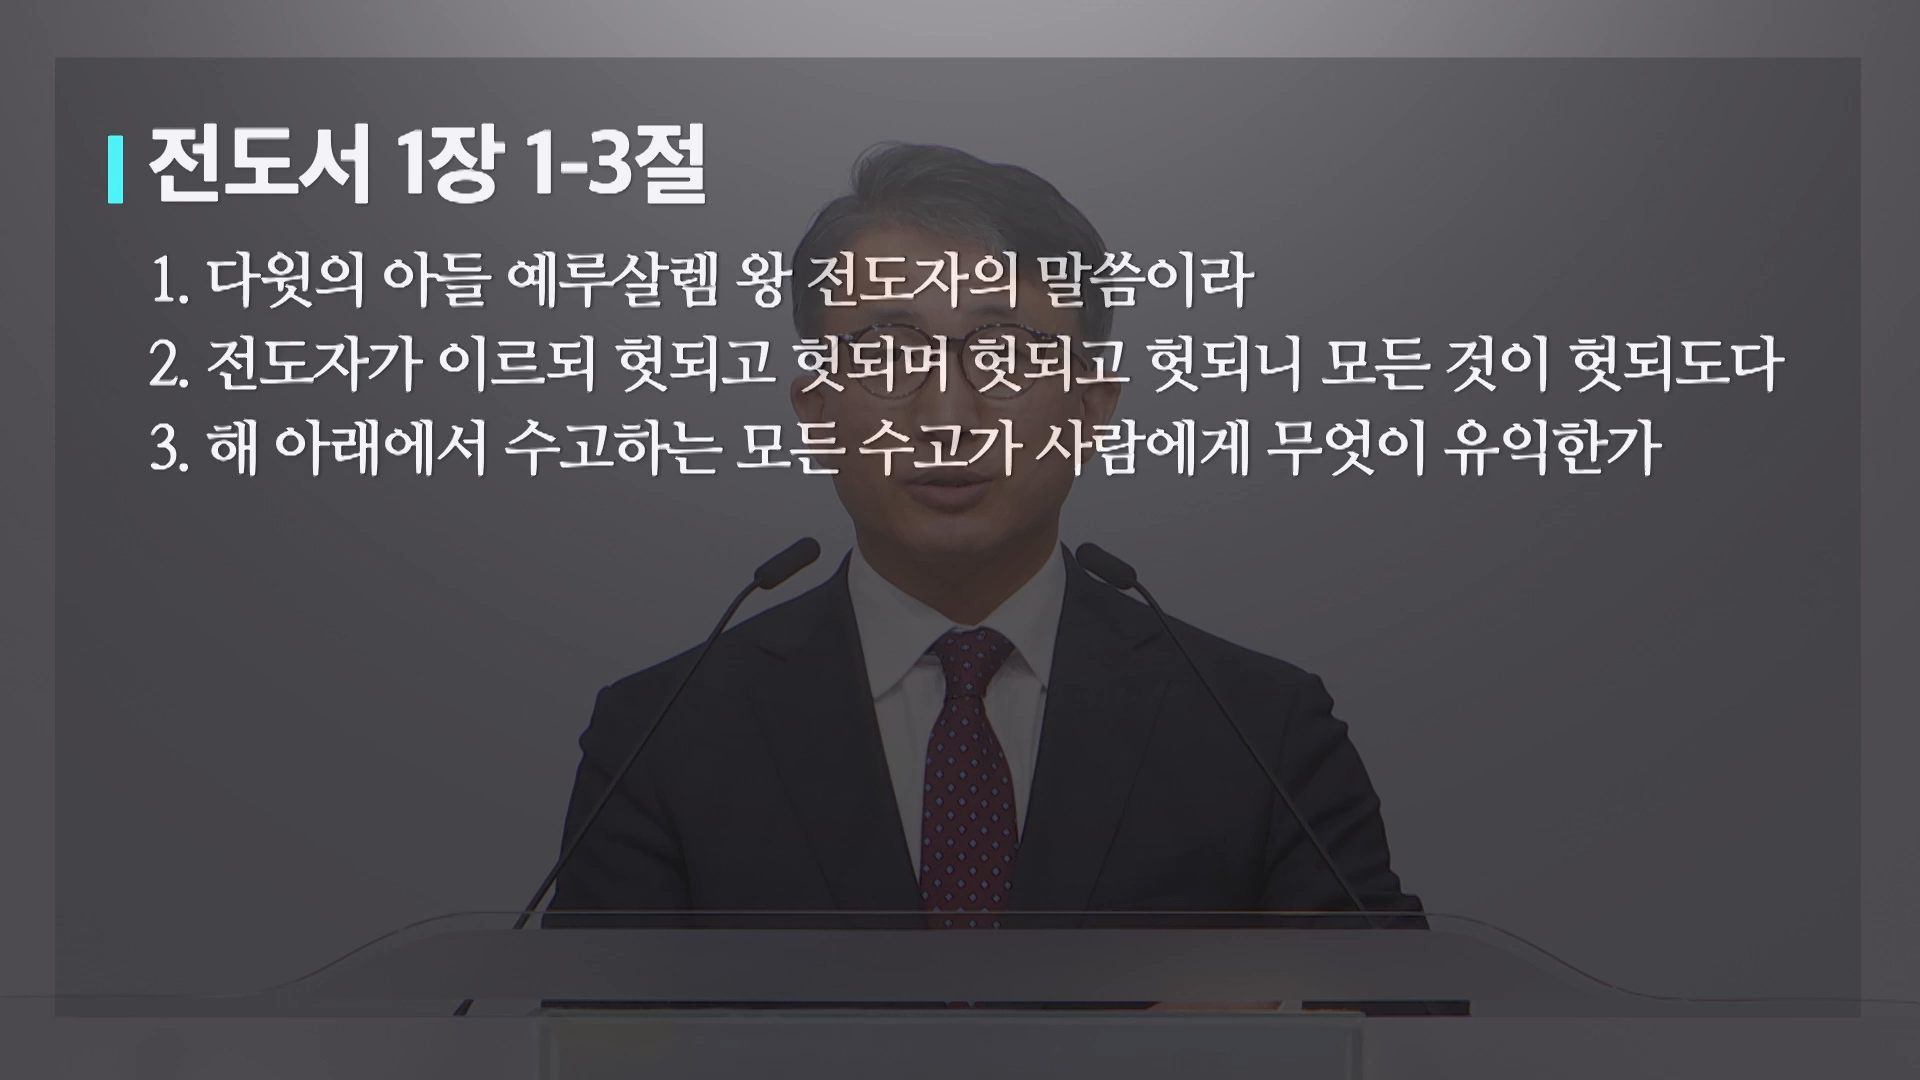 전도서 1장 1-3절
1. 다윗의 아들 예루살렘 왕 전도자의 말씀이라
2. 전도자가 이르되 헛되고 헛되며 헛되고 헛되니 모든 것이 헛되도다
3. 해 아래에서 수고하는 모든 수고가 사람에게 무엇이 유익한가